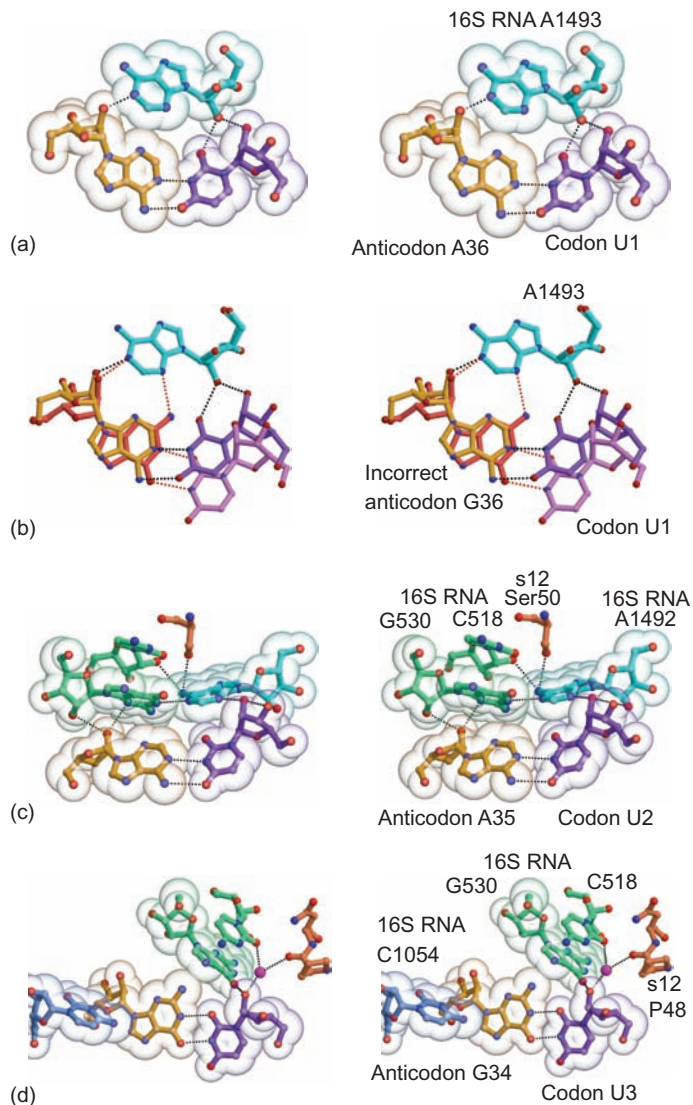 16S RNA A1493
(a)
Anticodon A36
Codon U1
A1493
(b)
Incorrect
anticodon G36
Codon U1
16S RNA
G530
C518
s12
Ser50
16S RNA
A1492
(c)
Anticodon A35
Codon U2
16S RNA
G530
C518
16S RNA
C1054
s12
P48
(d)
Anticodon G34
Codon U3